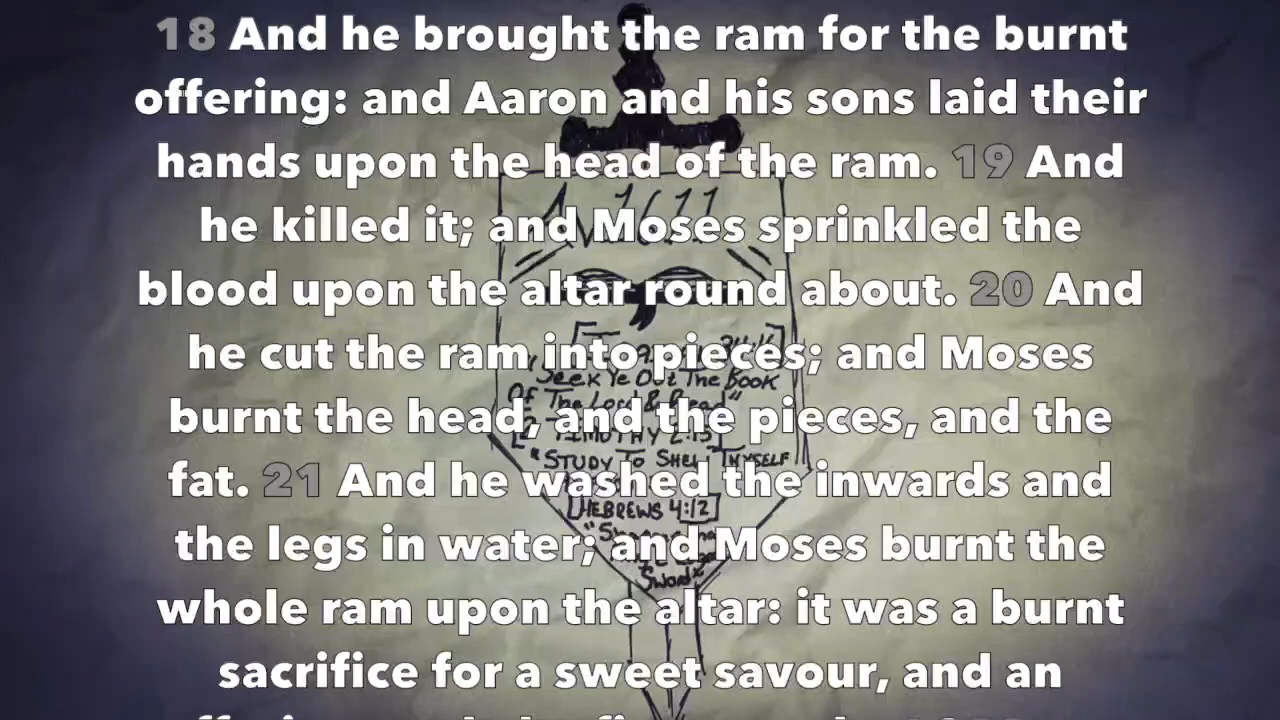 18 And he brought the ram for the burnt
offering: and Aaron and his sons laid their
hands upon the head of the ram. 19 And
he killed it; and Moses sprinkled the
blood upon the altar round about. 20 And
he cut the ram into pieces; and Moses
burnt the head, and the pieces, and the
fat. 21 And he washed the inwards and
the legs in water; and Moses burnt the
whole ram upon the altar: it was a burnt
sacrifice for a sweet savour, and an
1611
"Seek Ye Out The Book
Of The Lord & Read"
TIMOTHY 2:15
"STUDY TO SHEW THYSELF
[HEBREWS 4:12]
Sword"